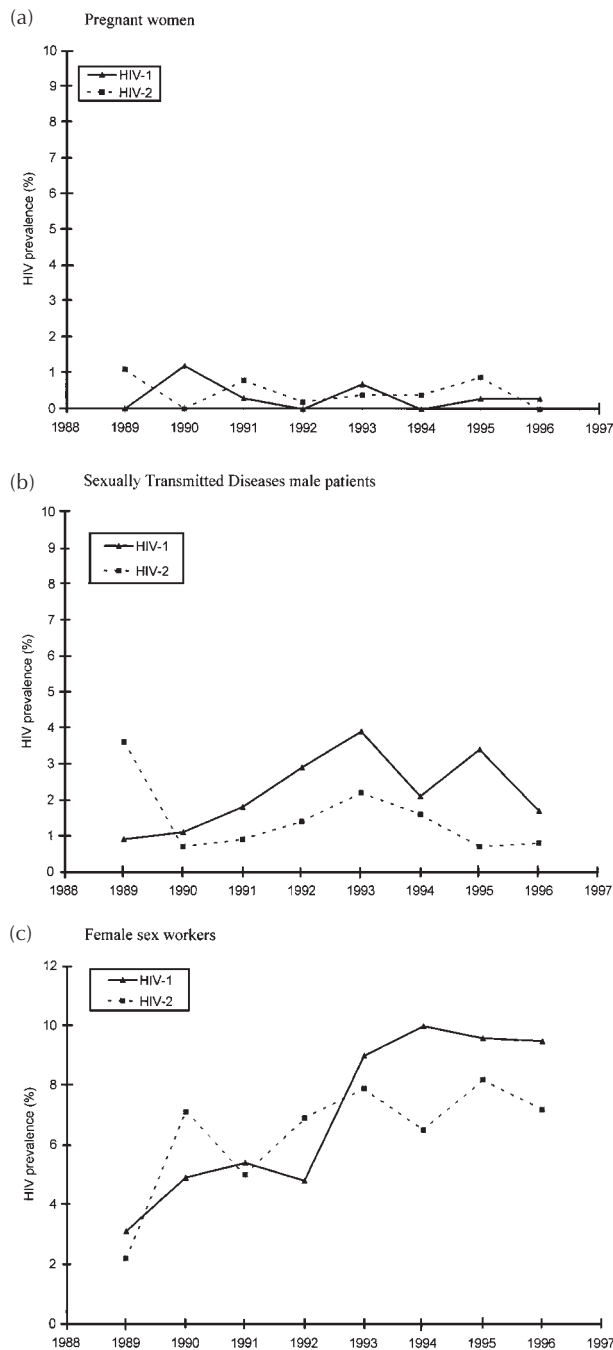 (a) Pregnant women
10
9
8
7
6
5
4
3
2
1
0
HIV prevalence (%)
HIV-1
HIV-2
1988 1989 1990 1991 1992 1993 1994 1995 1996 1997
(b) Sexually Transmitted Diseases male patients
10
9
8
7
6
5
4
3
2
1
0
HIV prevalence (%)
HIV-1
HIV-2
1988 1989 1990 1991 1992 1993 1994 1995 1996 1997
(c) Female sex workers
12
10
8
6
4
2
0
HIV prevalence (%)
HIV-1
HIV-2
1988 1989 1990 1991 1992 1993 1994 1995 1996 1997